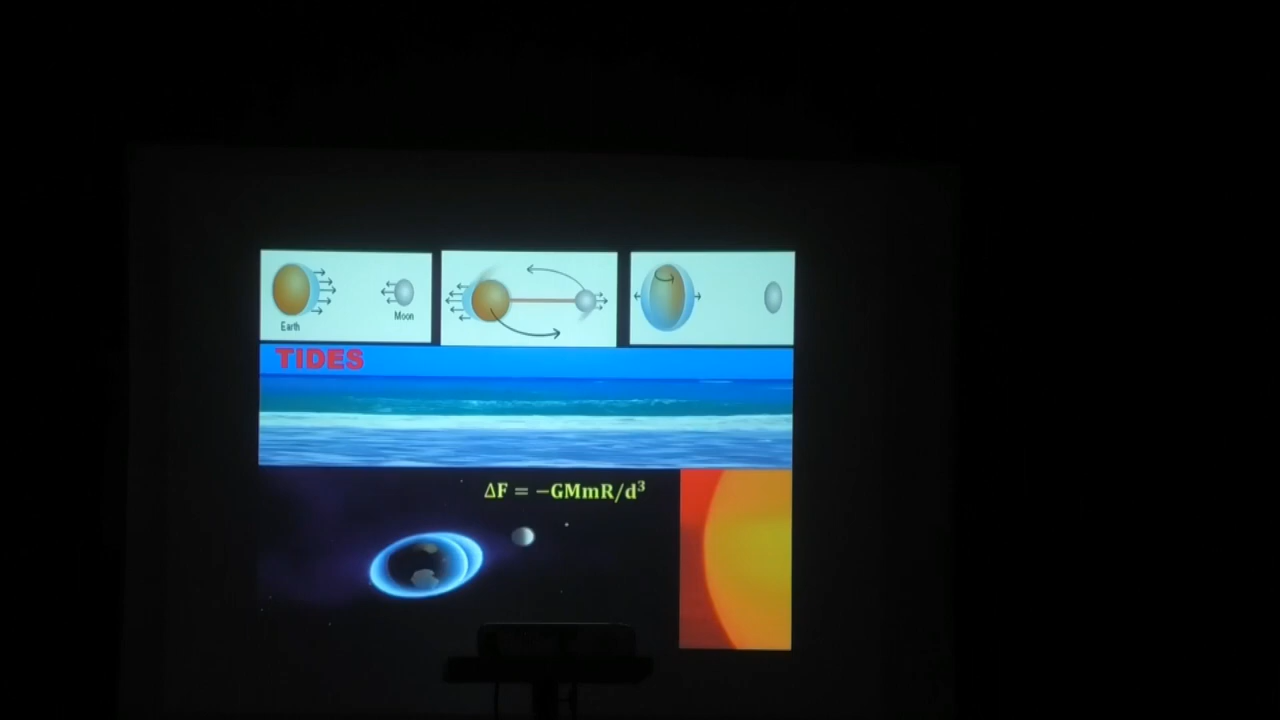 Earth
Moon
TIDES
ΔF = −GMmR/d³